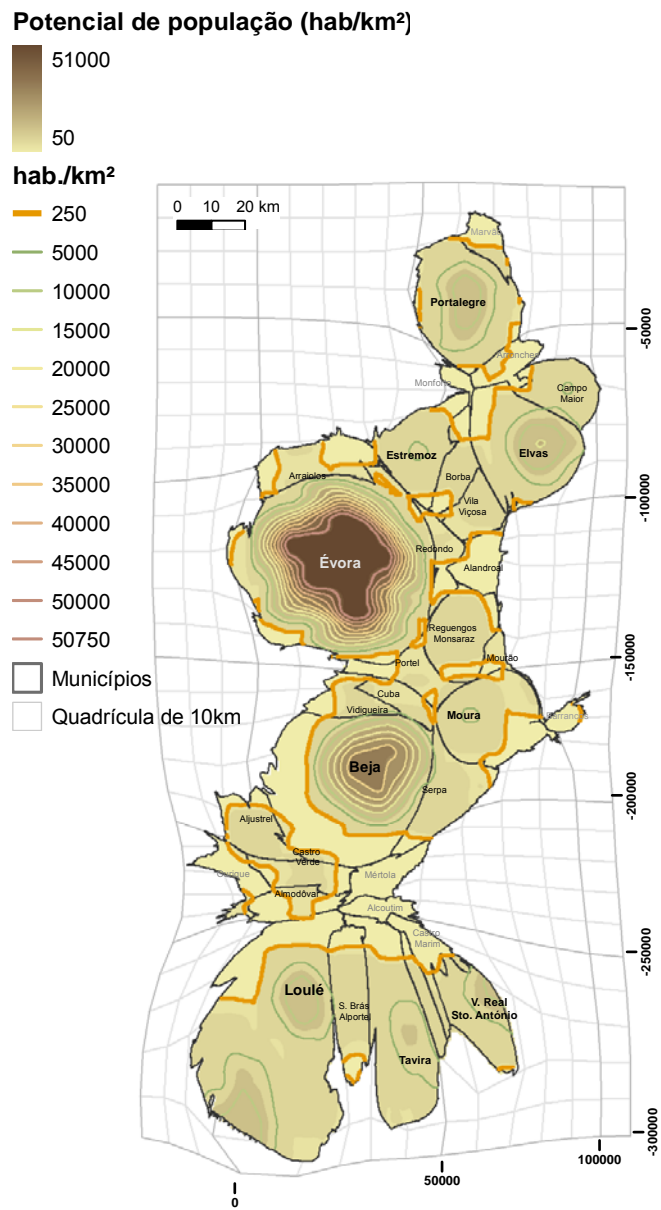 Potencial de população (hab/km²)
51000
50
hab./km²
250
5000
10000
15000
20000
25000
30000
35000
40000
45000
50000
50750
Municípios
Quadrícula de 10km
0 10 20 km
Marvão
Portalegre
-50000
Arronches
Monforte
Campo
Maior
Estremoz
Elvas
Borba
Arraiolos
Vila
Viçosa
-100000
Redondo
Évora
Alandroal
Reguengos
Monsaraz
Mourão
-150000
Portel
Cuba
Vidigueira
Moura
Barrancos
Beja
Serpa
-200000
Aljustrel
Castro
Verde
Ourique
Mértola
Almodôvar
Alcoutim
Castro
Marim
-250000
Loulé
S. Brás
Alportel
V. Real
Sto. António
Tavira
-300000
100000
50000
0